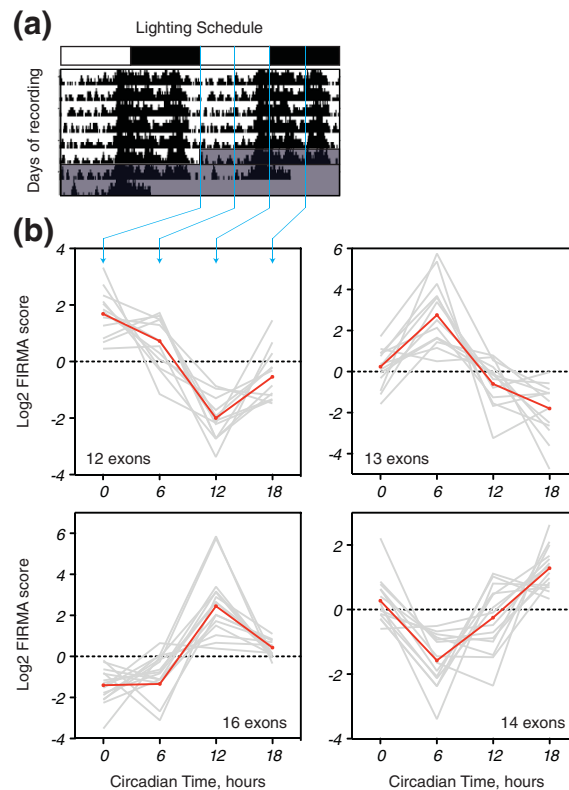 (a)
Lighting Schedule
Days of recording
(b)
Log2 FIRMA score
4
2
0
-2
-4
12 exons
0 6 12 18
6
4
2
0
-2
-4
13 exons
0 6 12 18
Log2 FIRMA score
6
4
2
0
-2
-4
16 exons
0 6 12 18
Circadian Time, hours
2
0
-2
-4
14 exons
0 6 12 18
Circadian Time, hours